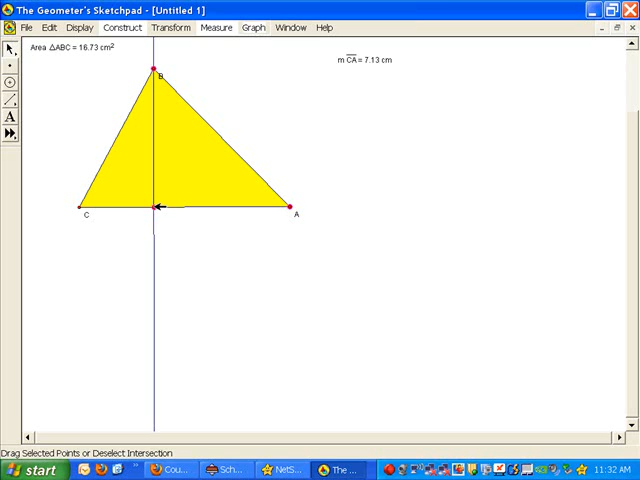 The Geometer's Sketchpad - [Untitled 1]
File Edit Display Construct Transform Measure Graph Window Help
Area △ABC = 16.73 cm²
m CA = 7.13 cm
B
C
A
A
Drag Selected Points or Deselect Intersection
start
Cou...
Sch...
NetS...
The ...
11:32 AM